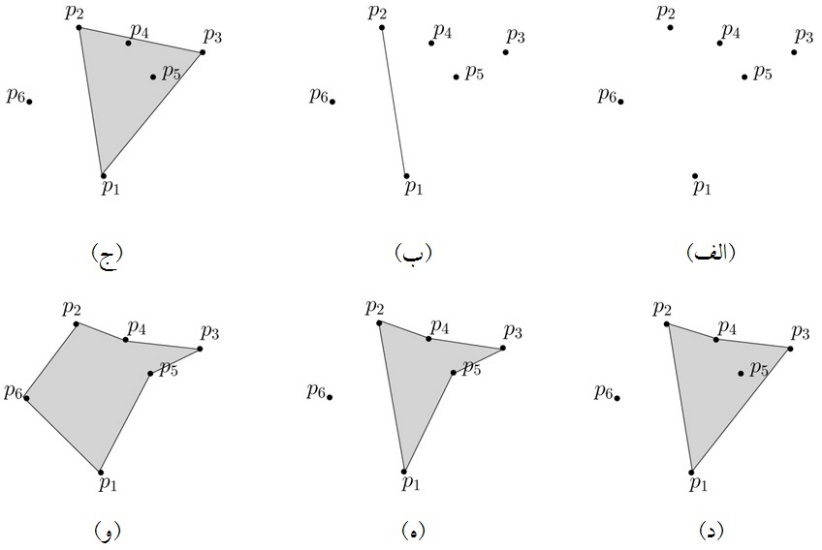 p2 p4 p3 p5 p6 p1
(الف)
p2 p4 p3 p5 p6 p1
(ب)
p2 p4 p3 p5 p6 p1
(ج)
p2 p4 p3 p5 p6 p1
(د)
p2 p4 p3 p5 p6 p1
(ه)
p2 p4 p3 p5 p6 p1
(و)